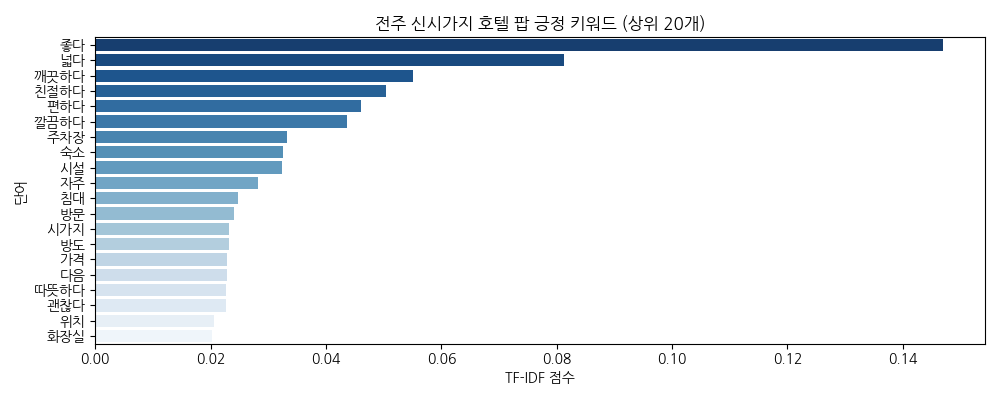 전주 신시가지 호텔 팝 긍정 키워드 (상위 20개)
단어
좋다
넓다
깨끗하다
친절하다
편하다
깔끔하다
주차장
숙소
시설
자주
침대
방문
시가지
방도
가격
다음
따뜻하다
괜찮다
위치
화장실
0.00 0.02 0.04 0.06 0.08 0.10 0.12 0.14
TF-IDF 점수